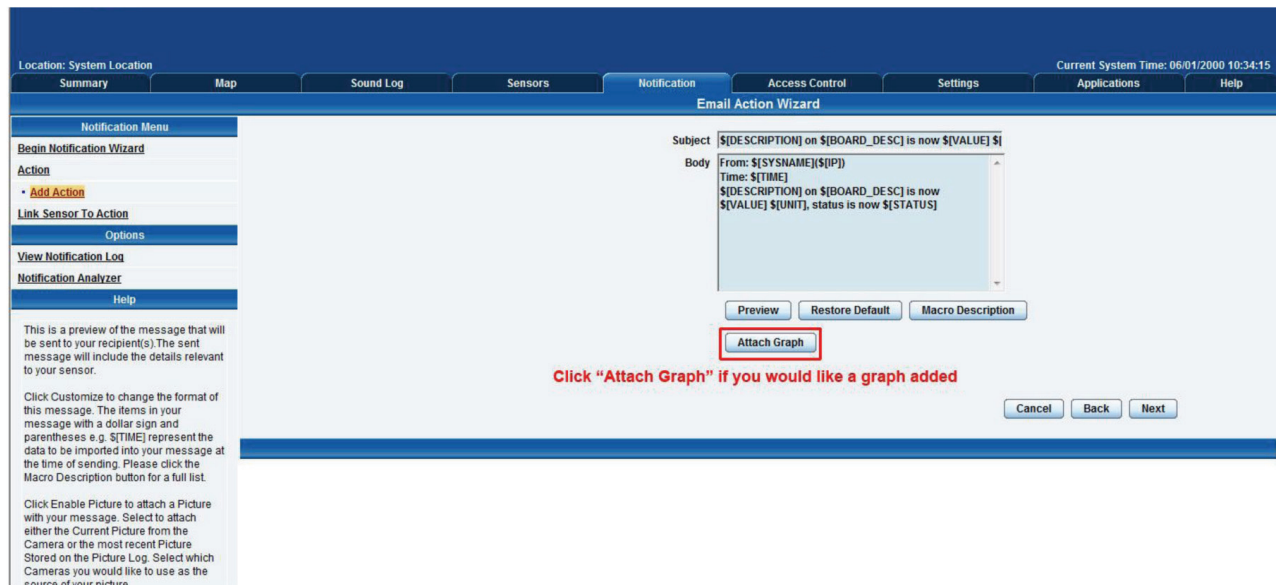 Location: System Location
Current System Time: 06/01/2000 10:34:15
Summary
Map
Sound Log
Sensors
Notification
Access Control
Settings
Applications
Help
Email Action Wizard
Notification Menu
Begin Notification Wizard
Action
Add Action
Link Sensor To Action
Options
View Notification Log
Notification Analyzer
Help
This is a preview of the message that will
be sent to your recipient(s).The sent
message will include the details relevant
to your sensor.
Click Customize to change the format of
this message. The items in your
message with a dollar sign and
parentheses e.g. $[TIME] represent the
data to be imported into your message at
the time of sending. Please click the
Macro Description button for a full list.
Click Enable Picture to attach a Picture
with your message. Select to attach
either the Current Picture from the
Camera or the most recent Picture
Stored on the Picture Log. Select which
Cameras you would like to use as the
source of your picture
Subject $[DESCRIPTION] on $[BOARD_DESC] is now $[VALUE] $[
Body From: $[SYSNAME]($[IP])
Time: $[TIME]
$[DESCRIPTION] on $[BOARD_DESC] is now
$[VALUE] $[UNIT], status is now $[STATUS]
Preview
Restore Default
Macro Description
Attach Graph
Click “Attach Graph” if you would like a graph added
Cancel
Back
Next